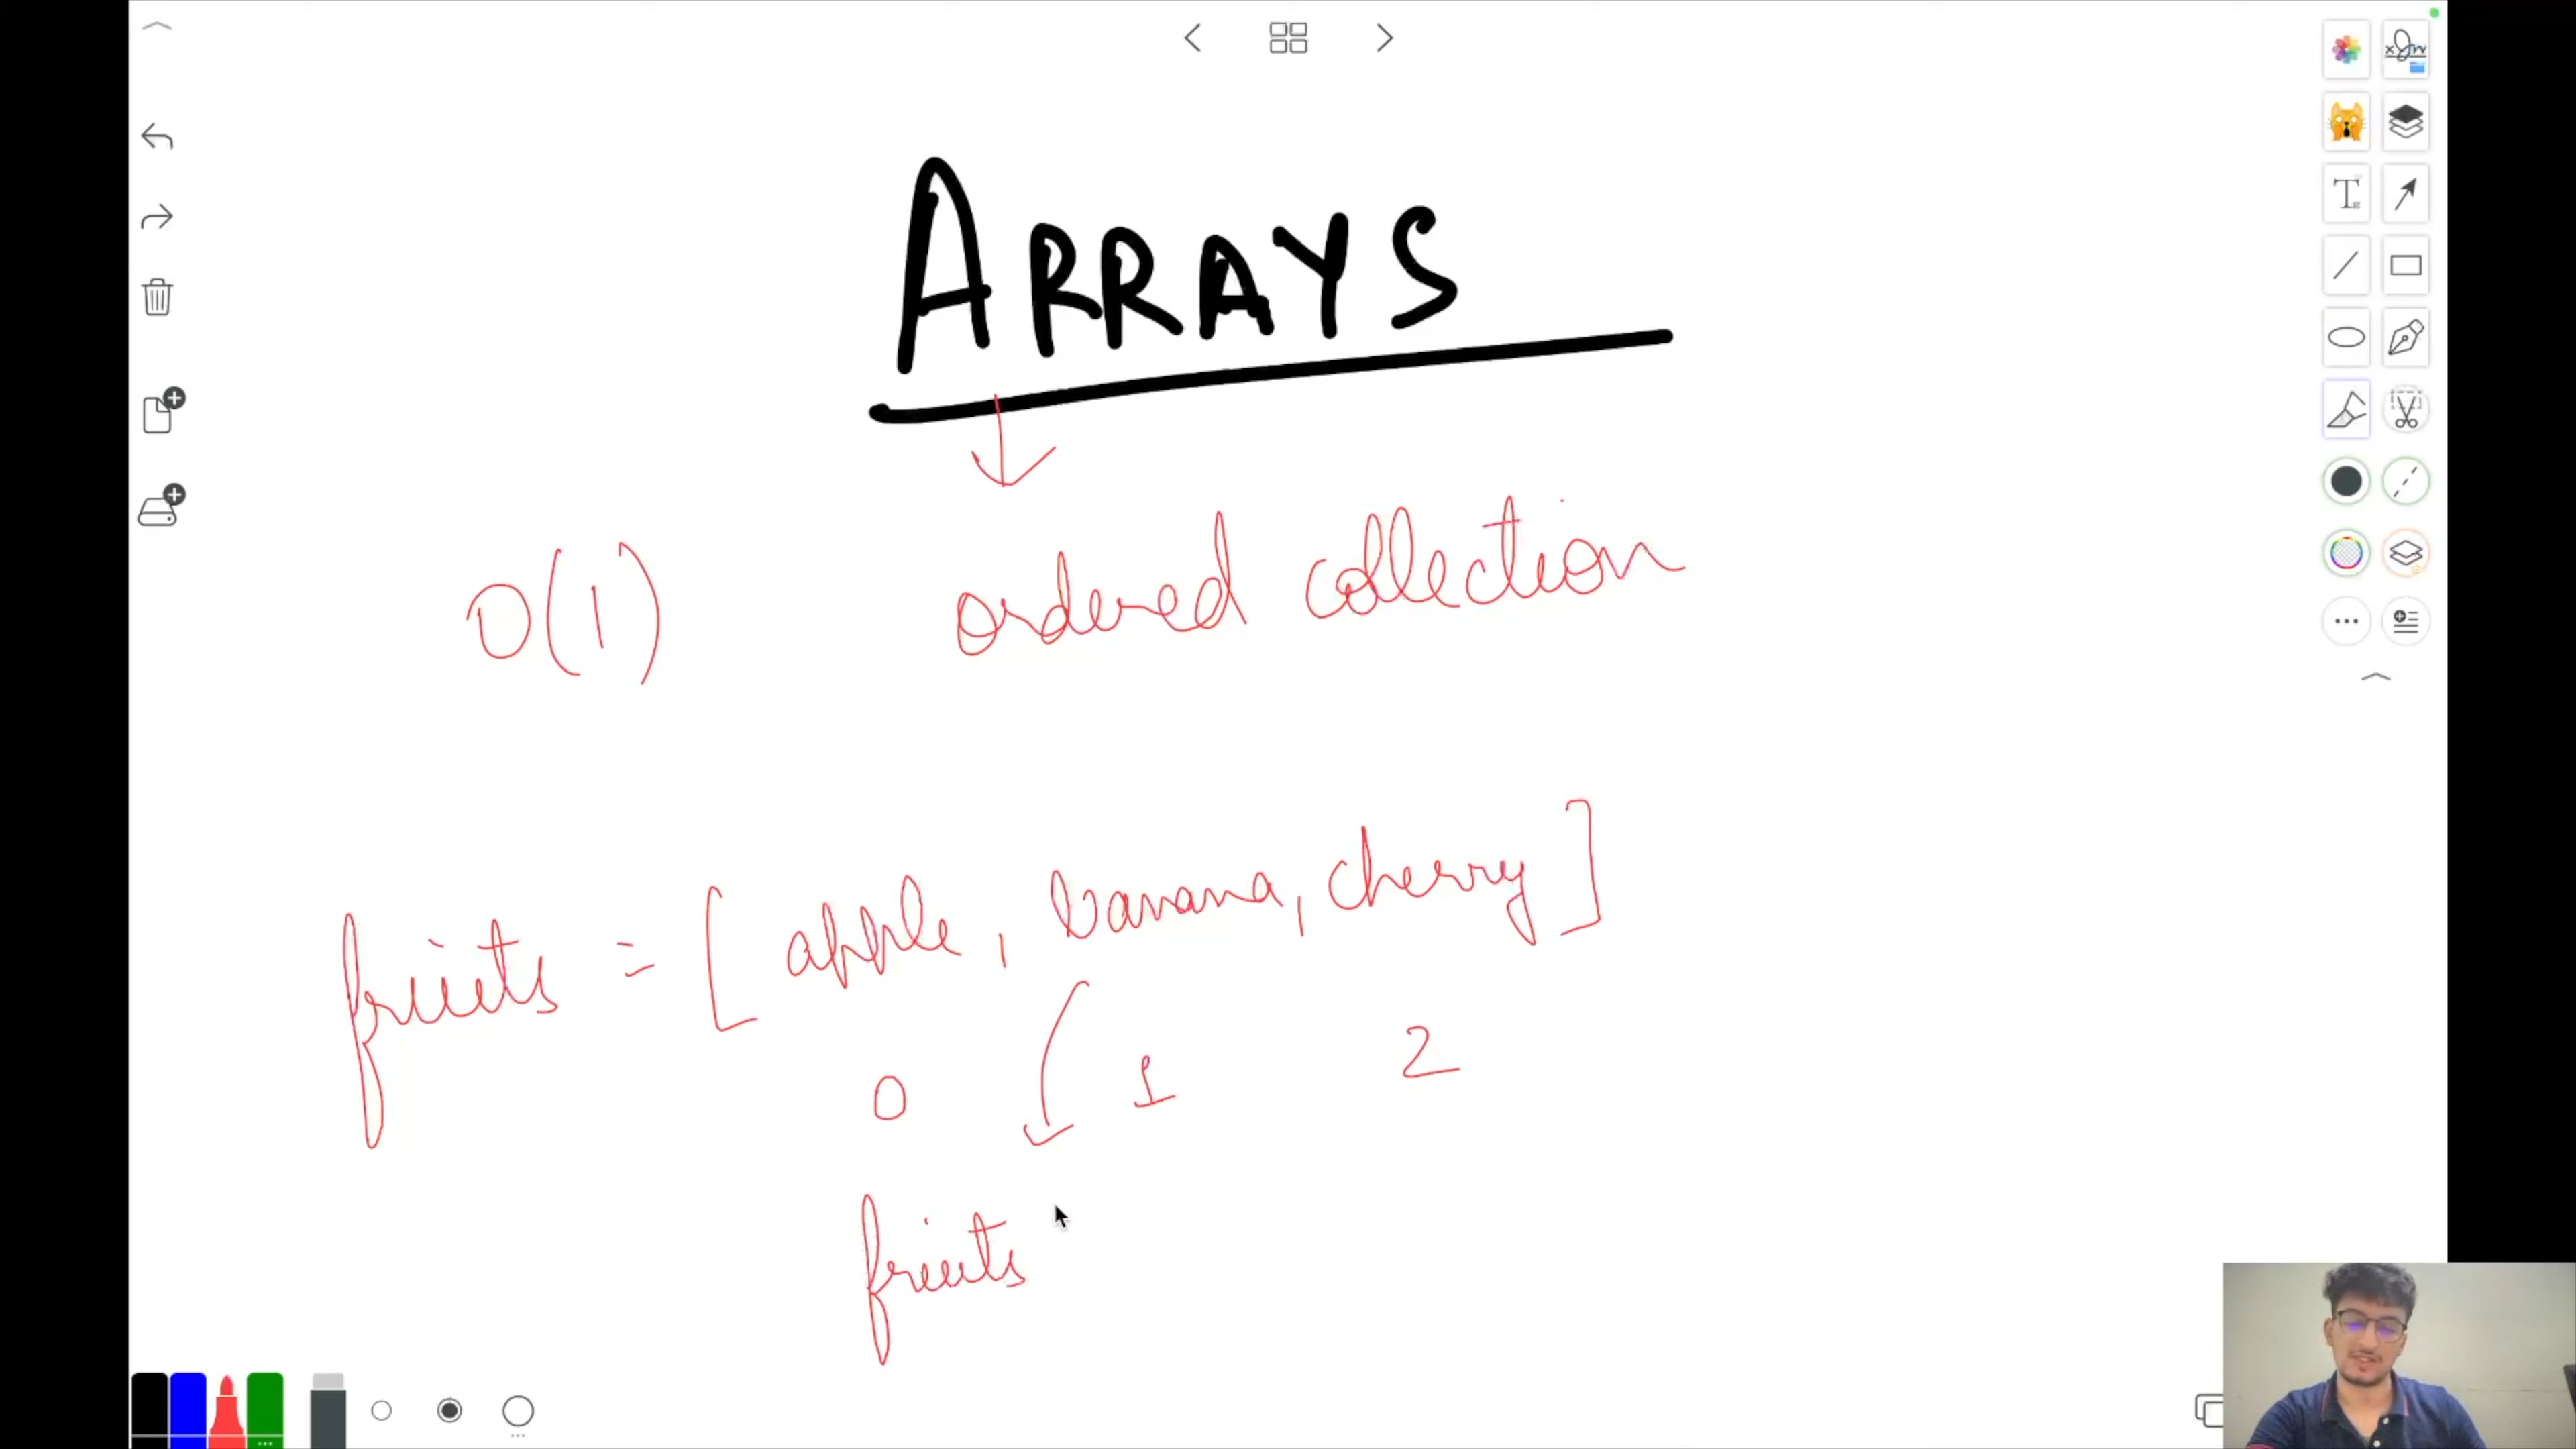 ARRAYS
O(1) ordered collection
fruits = [apple, banana, cherry]
0 1 2
fruits